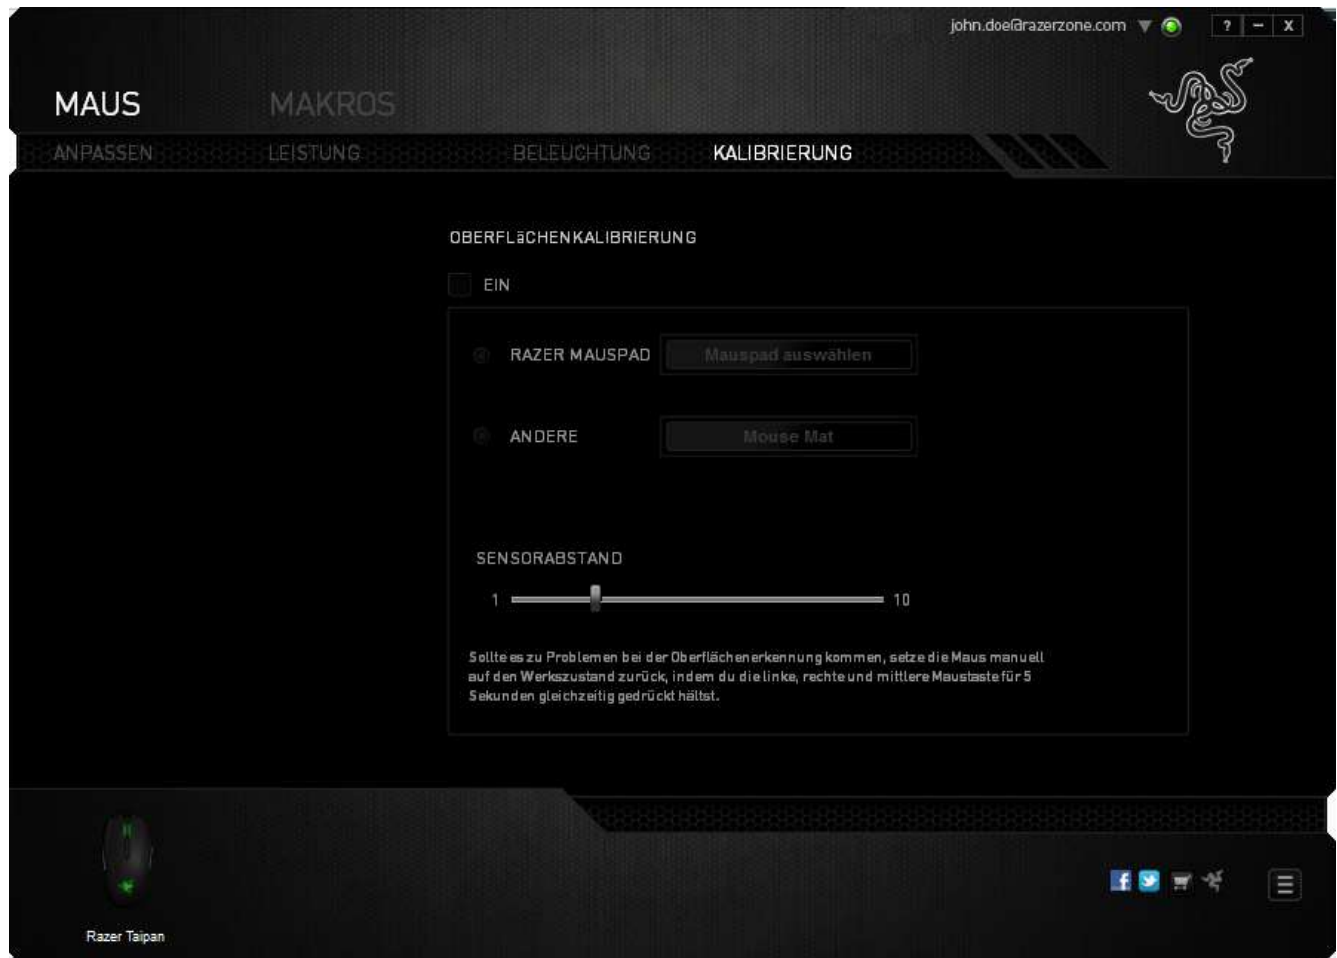 john.doe@razerzone.com
? – X
MAUS MAKROS
ANPASSEN LEISTUNG BELEUCHTUNG KALIBRIERUNG
OBERFLäCHENKALIBRIERUNG
EIN
RAZER MAUSPAD Mauspad auswählen
ANDERE Mouse Mat
SENSORABSTAND
1 10
Sollte es zu Problemen bei der Oberflächenerkennung kommen, setze die Maus manuell
auf den Werkszustand zurück, indem du die linke, rechte und mittlere Maustaste für 5
Sekunden gleichzeitig gedrückt hältst.
Razer Taipan